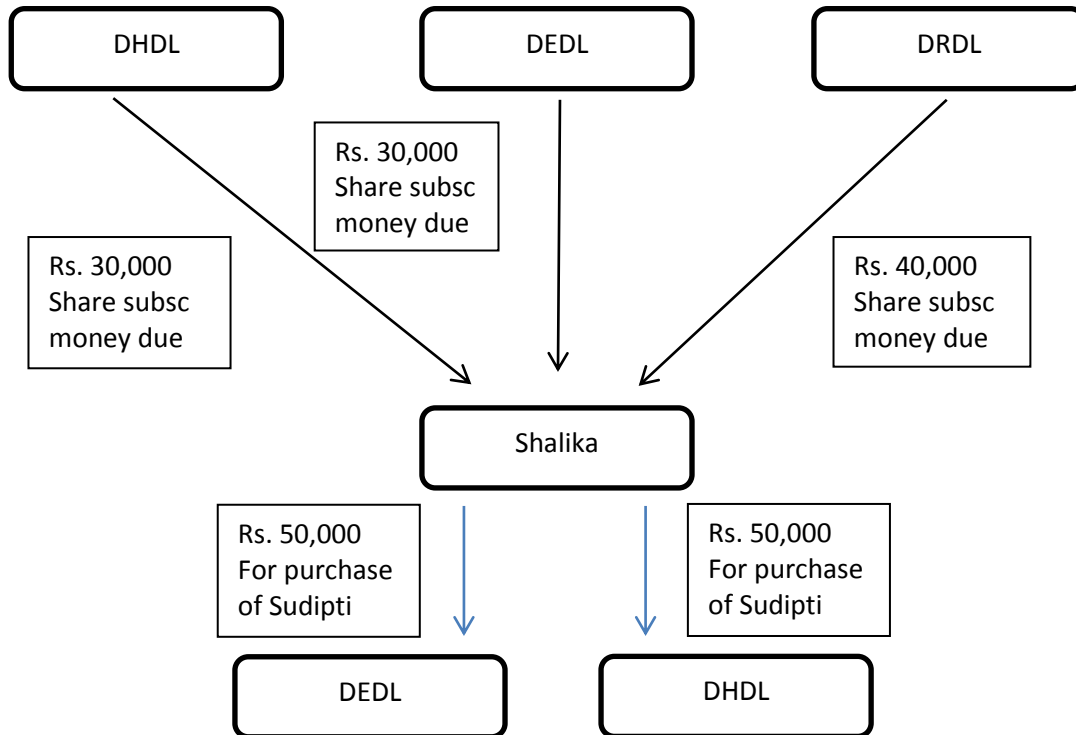 DHDL
DEDL
DRDL
Rs. 30,000
Share subsc
money due
Rs. 30,000
Share subsc
money due
Rs. 40,000
Share subsc
money due
Shalika
Rs. 50,000
For purchase
of Sudipti
Rs. 50,000
For purchase
of Sudipti
DEDL
DHDL